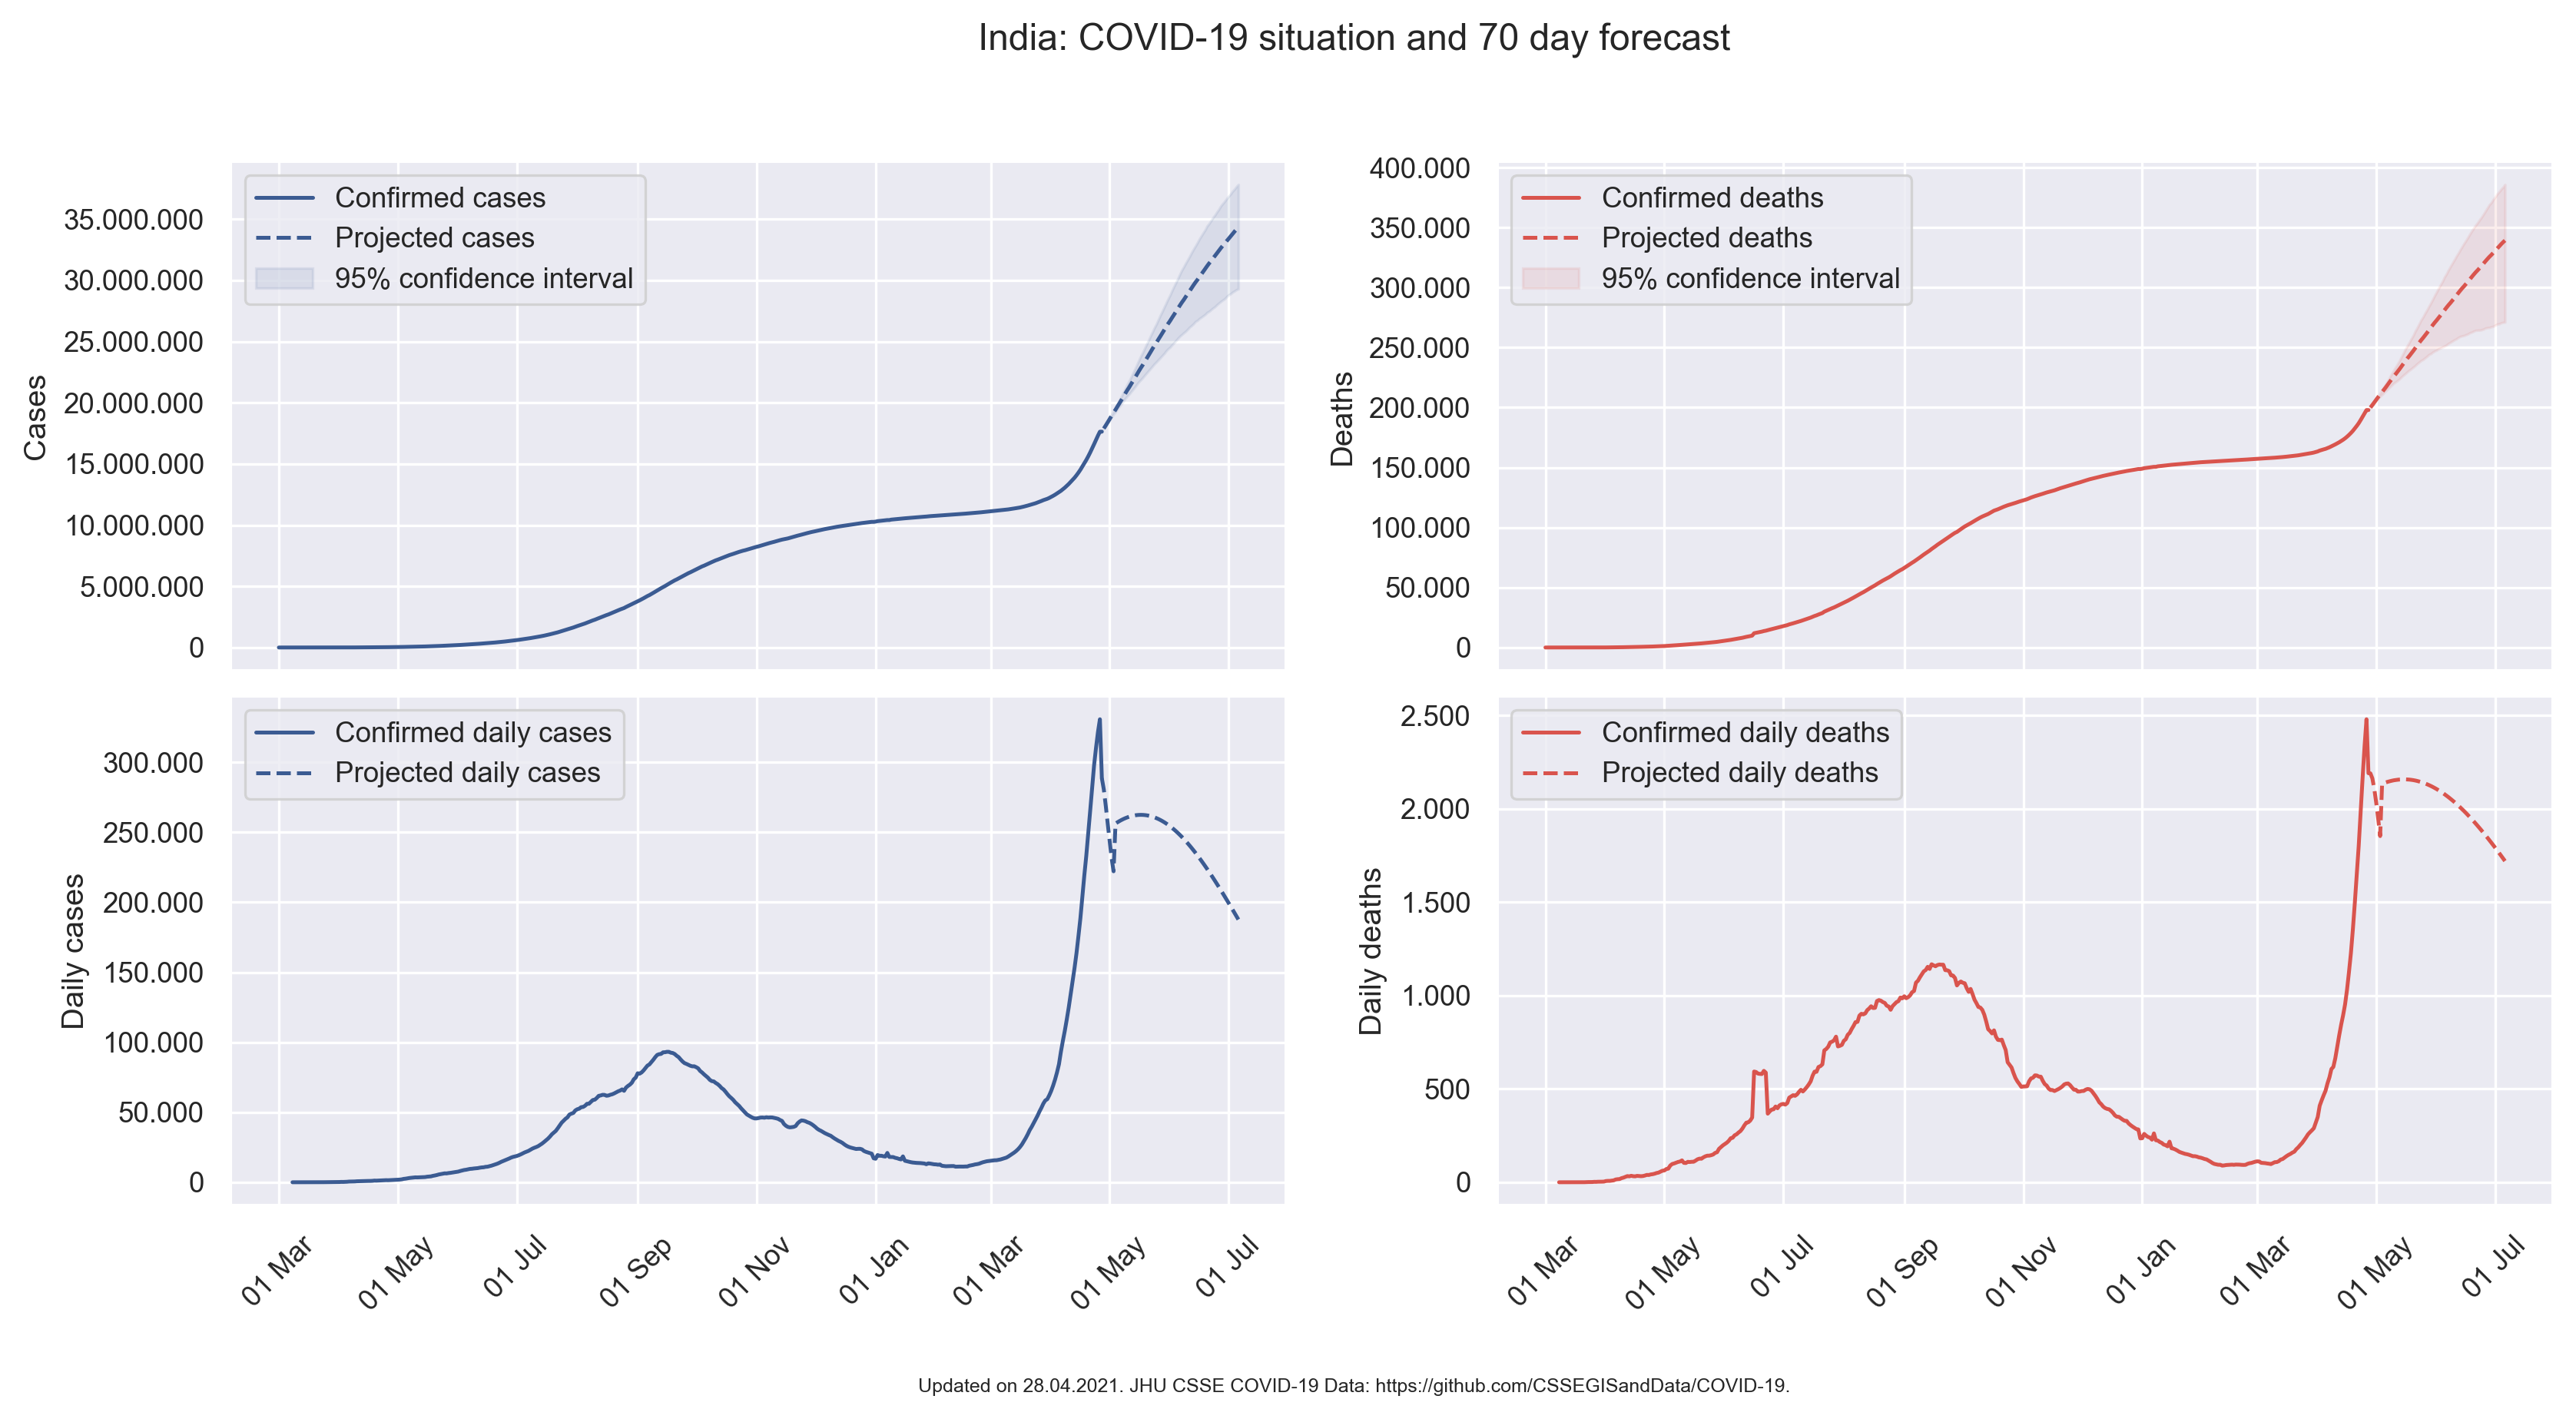 India: COVID-19 situation and 70 day forecast
Confirmed cases
Projected cases
95% confidence interval
Cases
35.000.000
30.000.000
25.000.000
20.000.000
15.000.000
10.000.000
5.000.000
0
Confirmed deaths
Projected deaths
95% confidence interval
Deaths
400.000
350.000
300.000
250.000
200.000
150.000
100.000
50.000
0
Confirmed daily cases
Projected daily cases
Daily cases
300.000
250.000
200.000
150.000
100.000
50.000
0
01 Mar
01 May
01 Jul
01 Sep
01 Nov
01 Jan
01 Mar
01 May
01 Jul
Confirmed daily deaths
Projected daily deaths
Daily deaths
2.500
2.000
1.500
1.000
500
0
01 Mar
01 May
01 Jul
01 Sep
01 Nov
01 Jan
01 Mar
01 May
01 Jul
Updated on 28.04.2021. JHU CSSE COVID-19 Data: https://github.com/CSSEGISandData/COVID-19.